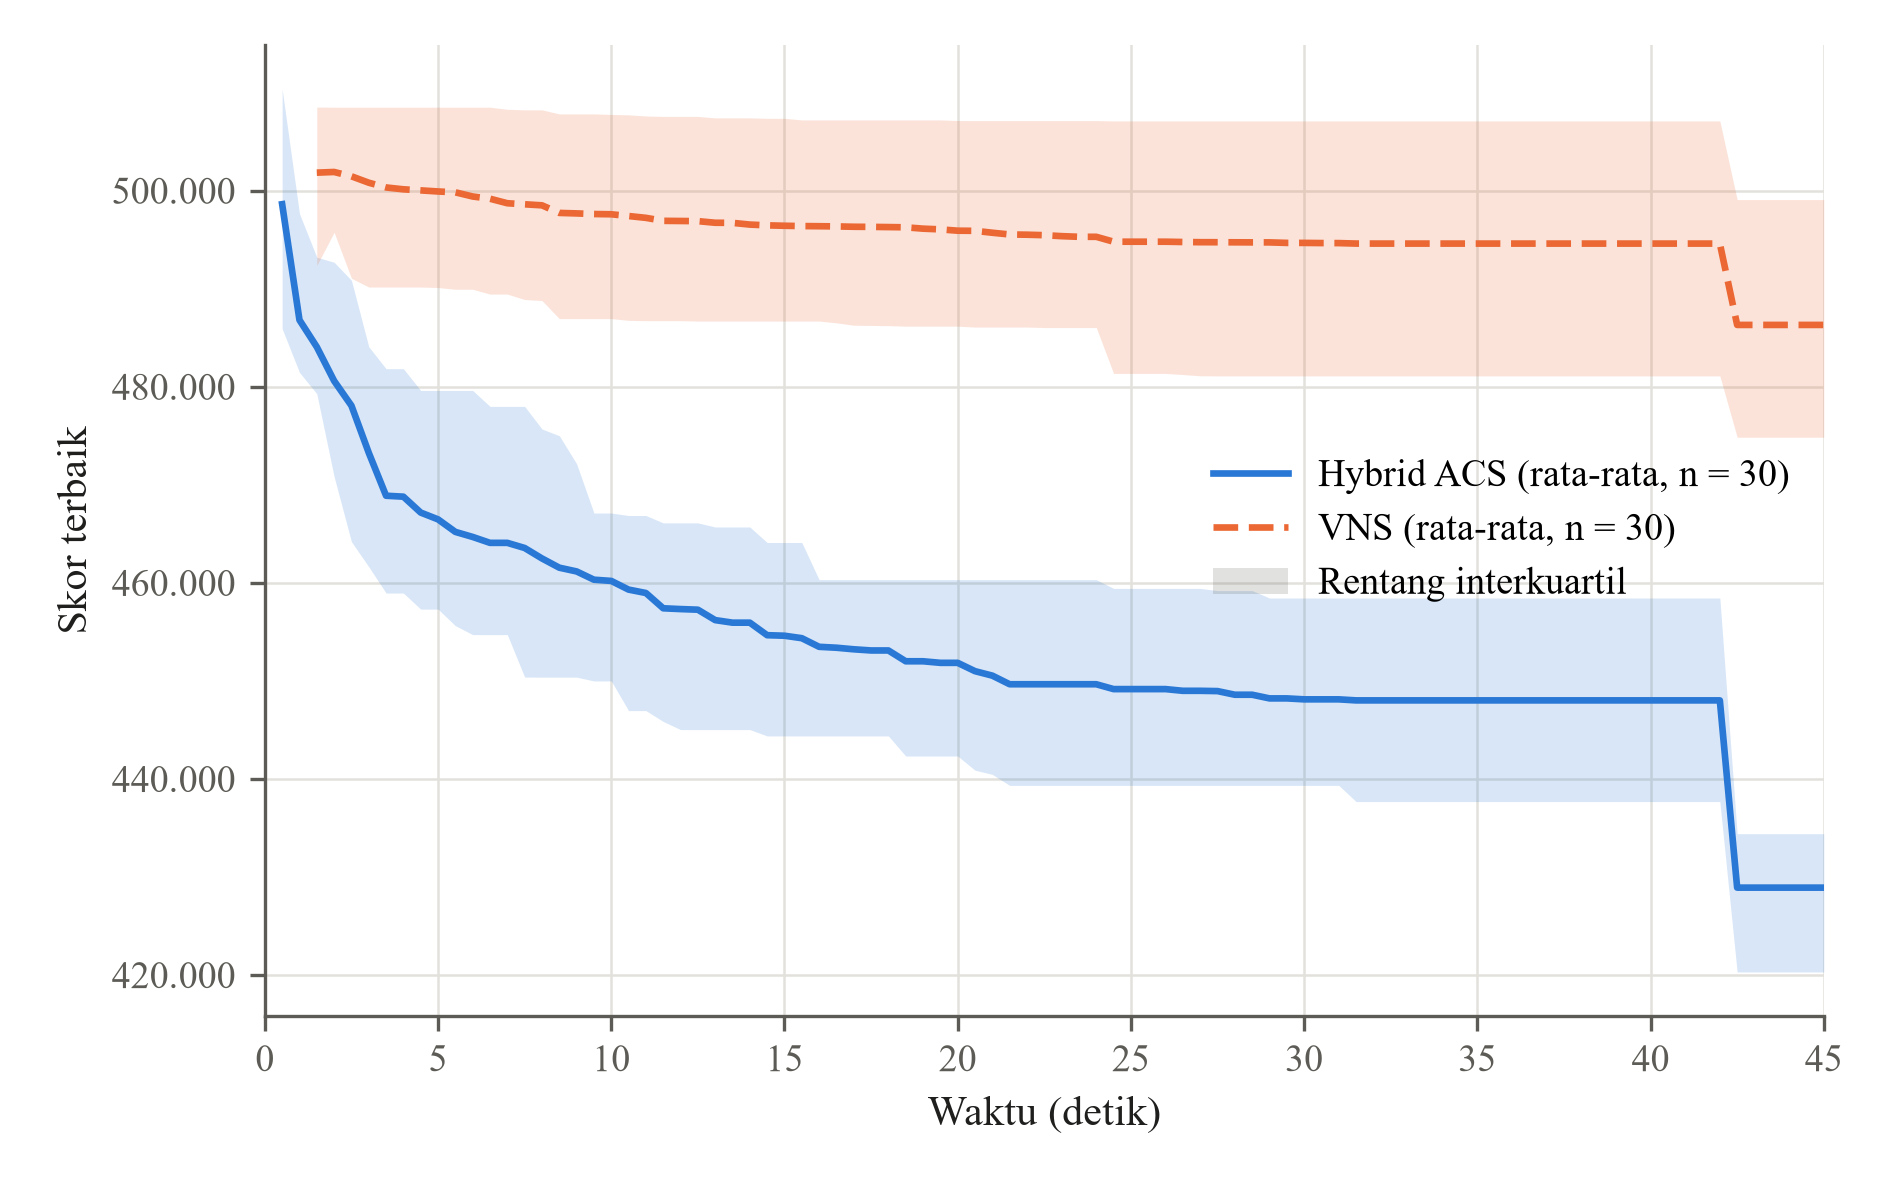 500.000
480.000
460.000
440.000
420.000
Skor terbaik
Hybrid ACS (rata-rata, n = 30)
VNS (rata-rata, n = 30)
Rentang interkuartil
0 5 10 15 20 25 30 35 40 45
Waktu (detik)